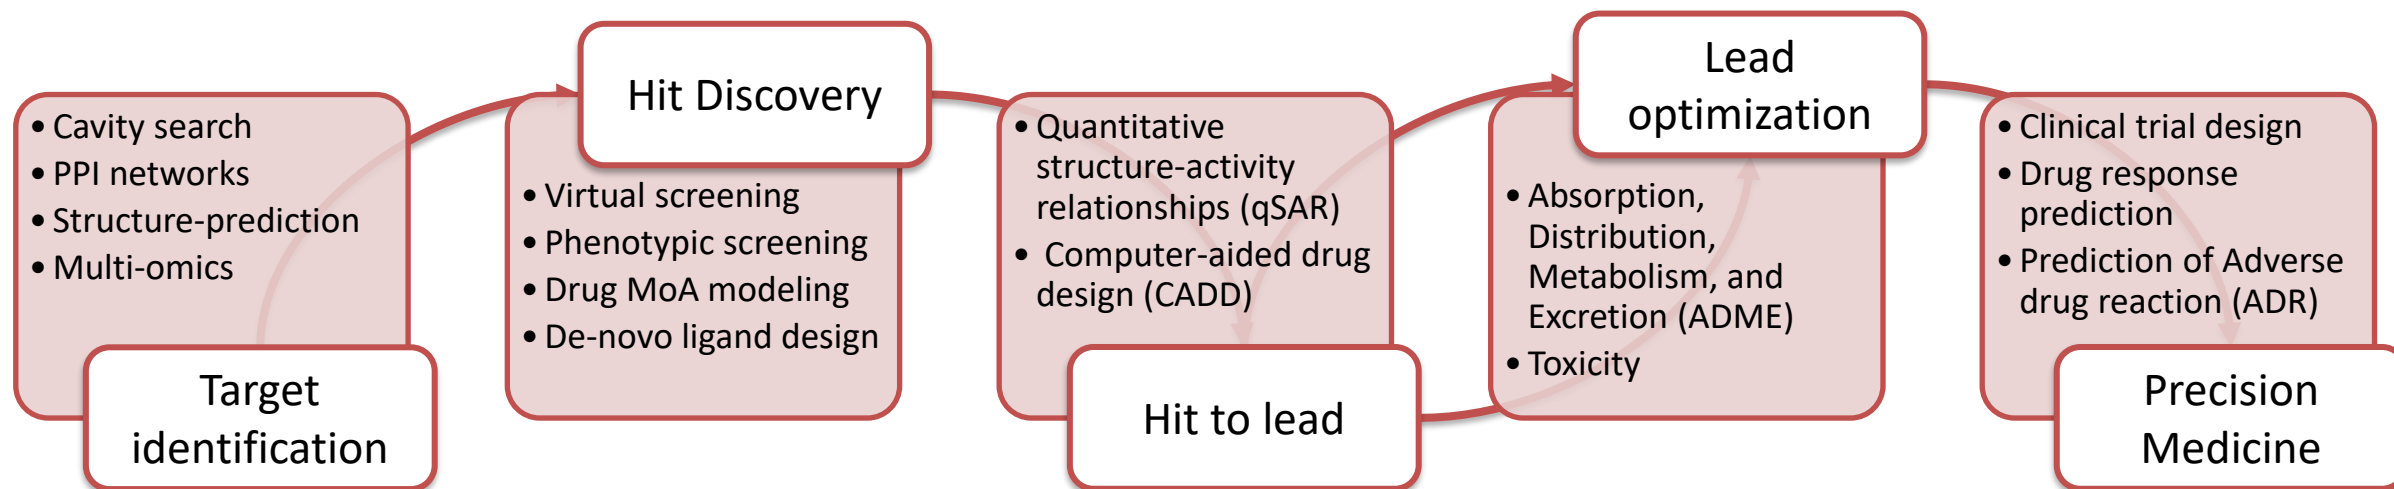 • Cavity search
• PPI networks
• Structure-prediction
• Multi-omics
Target
identification
Hit Discovery
• Virtual screening
• Phenotypic screening
• Drug MoA modeling
• De-novo ligand design
• Quantitative
structure-activity
relationships (qSAR)
• Computer-aided drug
design (CADD)
Hit to lead
Lead
optimization
• Absorption,
Distribution,
Metabolism, and
Excretion (ADME)
• Toxicity
• Clinical trial design
• Drug response
prediction
• Prediction of Adverse
drug reaction (ADR)
Precision
Medicine